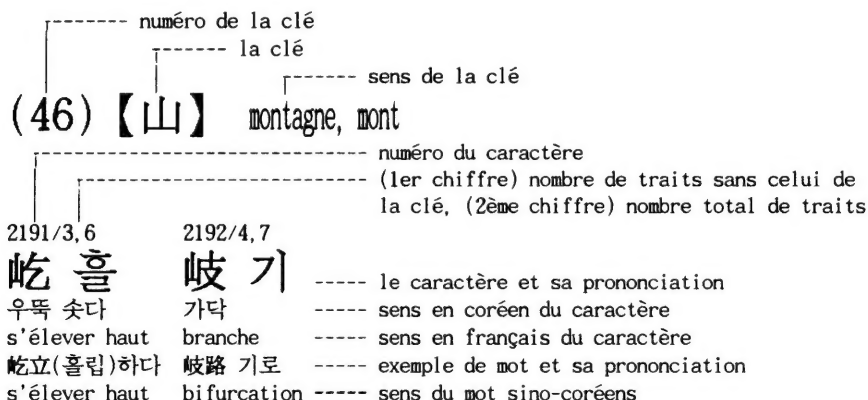 numéro de la clé
la clé
sens de la clé
(46) 【山】 montagne, mont
numéro du caractère
(1er chiffre) nombre de traits sans celui de
la clé, (2ème chiffre) nombre total de traits
2191/3,6 2192/4,7
屹 흘 岐 기 ----- le caractère et sa prononciation
우뚝 솟다 가닥 ----- sens en coréen du caractère
s'élever haut branche ----- sens en français du caractère
屹立(흘립)하다 岐路 기로 ----- exemple de mot et sa prononciation
s'élever haut bifurcation ----- sens du mot sino-coréens